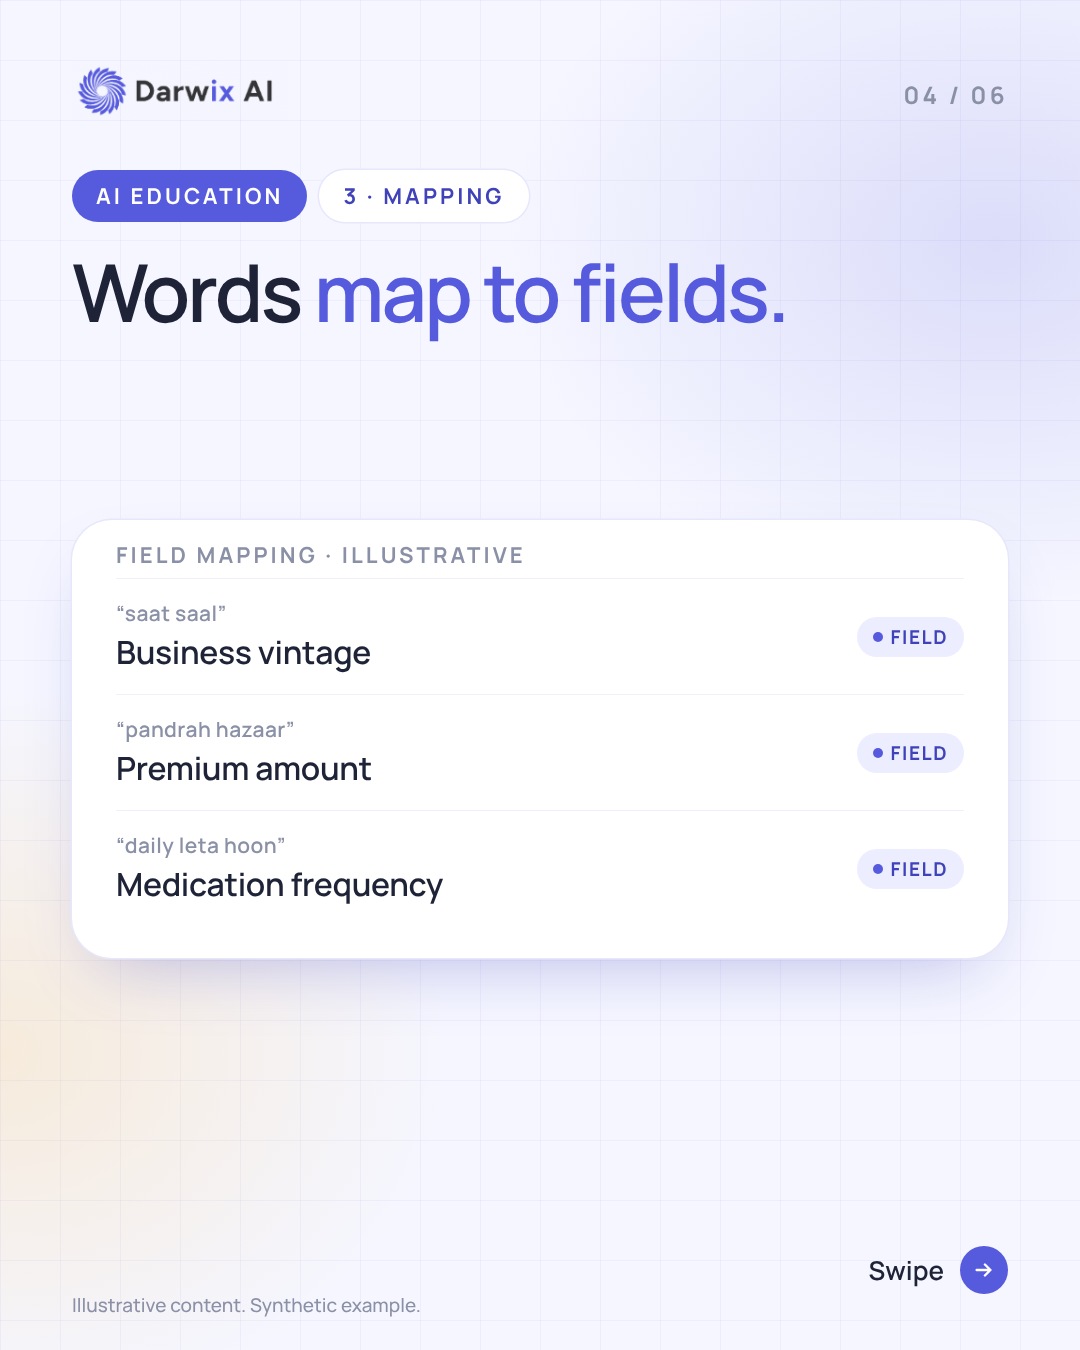 Darwix AI
04 / 06
AI EDUCATION
3 · MAPPING
Words map to fields.
FIELD MAPPING · ILLUSTRATIVE
“saat saal”
Business vintage
FIELD
“pandrah hazaar”
Premium amount
FIELD
“daily leta hoon”
Medication frequency
FIELD
Swipe
Illustrative content. Synthetic example.